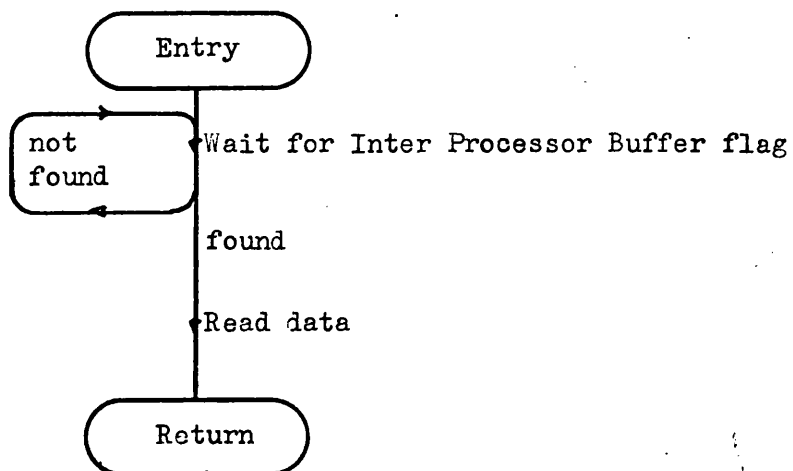 Entry
not
found
Wait for Inter Processor Buffer flag
found
Read data
Return